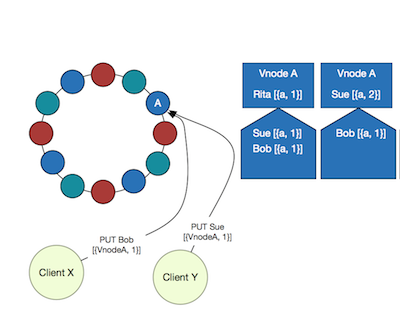 A
Vnode A
Rita [{a, 1}]
Sue [{a, 1}]
Bob [{a, 1}]
Vnode A
Sue [{a, 2}]
Bob [{a, 1}]
PUT Bob
[{VnodeA, 1}]
PUT Sue
[{VnodeA, 1}]
Client X
Client Y